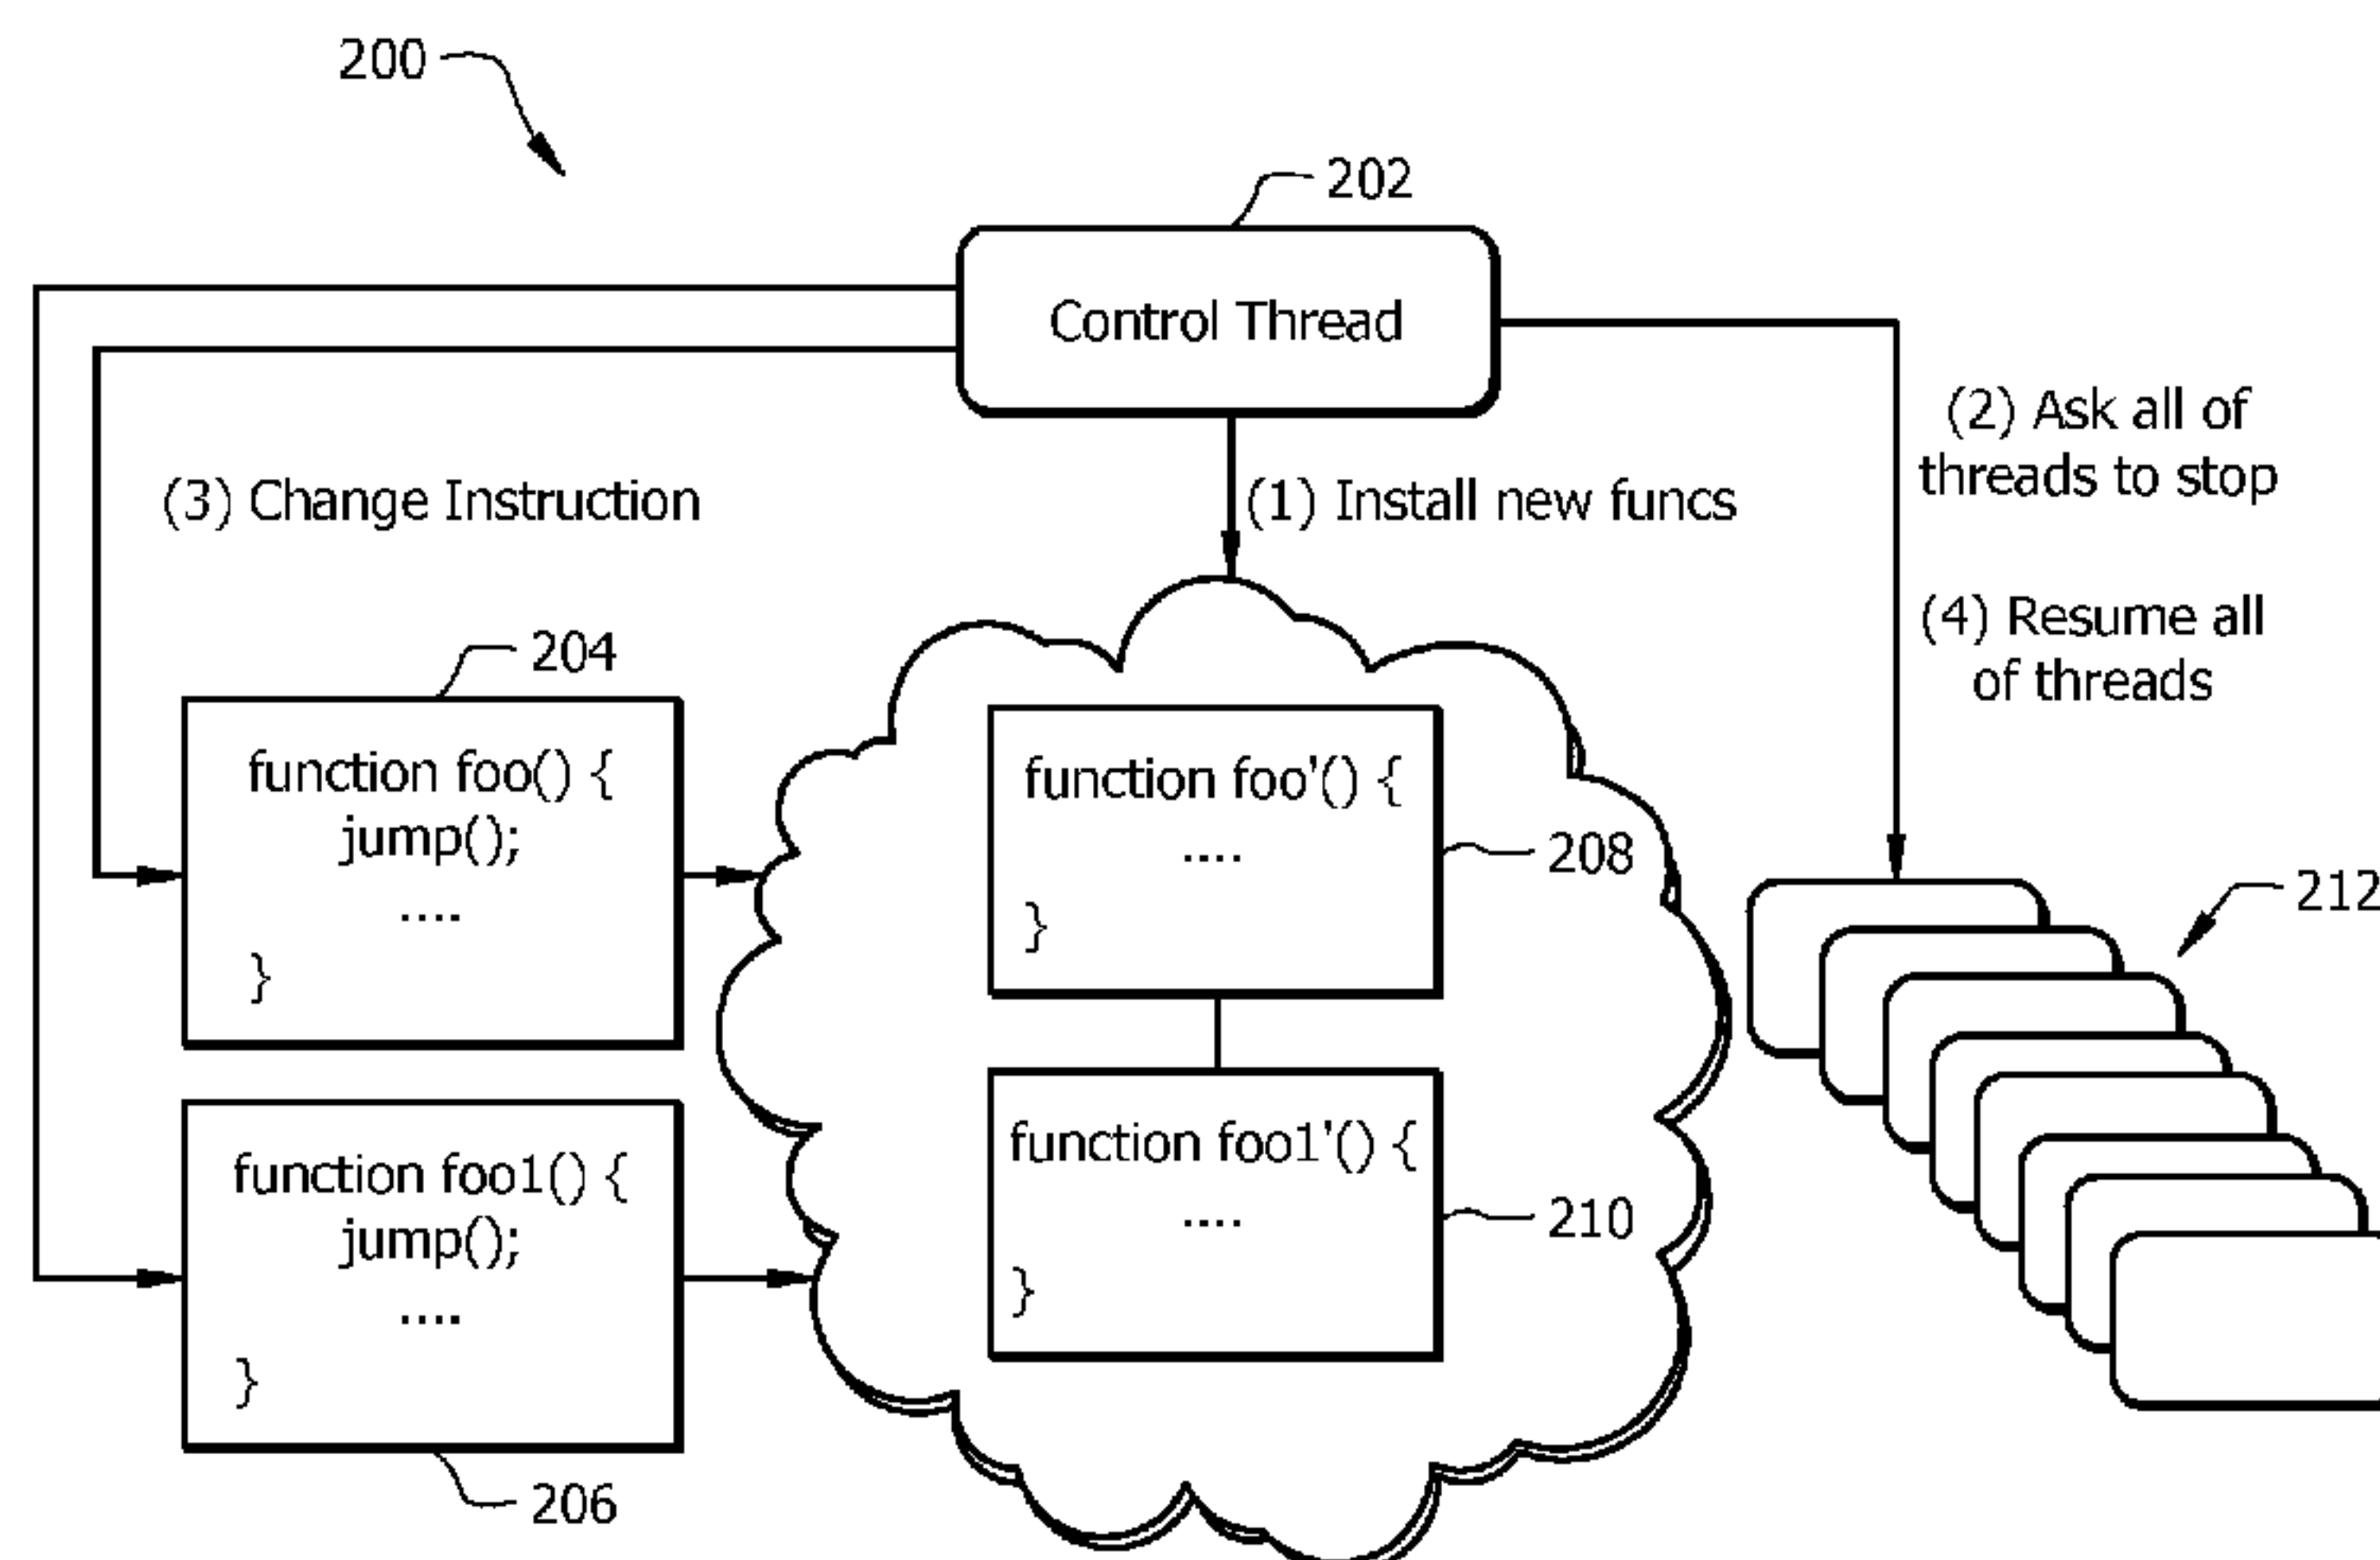 200
202
Control Thread
(2) Ask all of
threads to stop
(3) Change Instruction
(1) Install new funcs
(4) Resume all
of threads
204
function foo() {
jump();
....
}
function foo'() {
....
}
208
212
function foo1() {
jump();
....
}
206
function foo1'() {
....
}
210